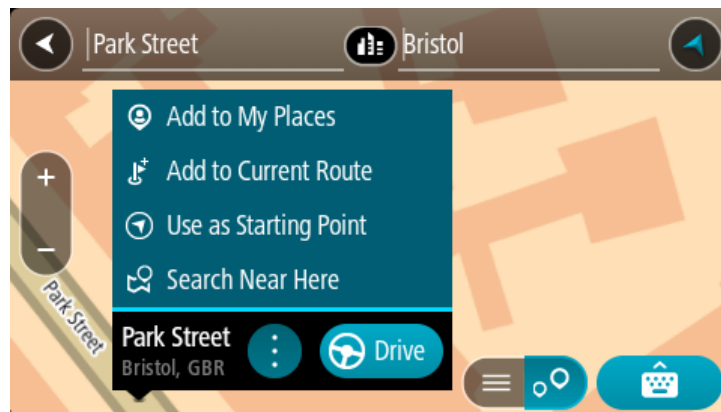 Park Street
Bristol
Add to My Places
Add to Current Route
Use as Starting Point
Search Near Here
Park Street
Park Street
Bristol, GBR
Drive